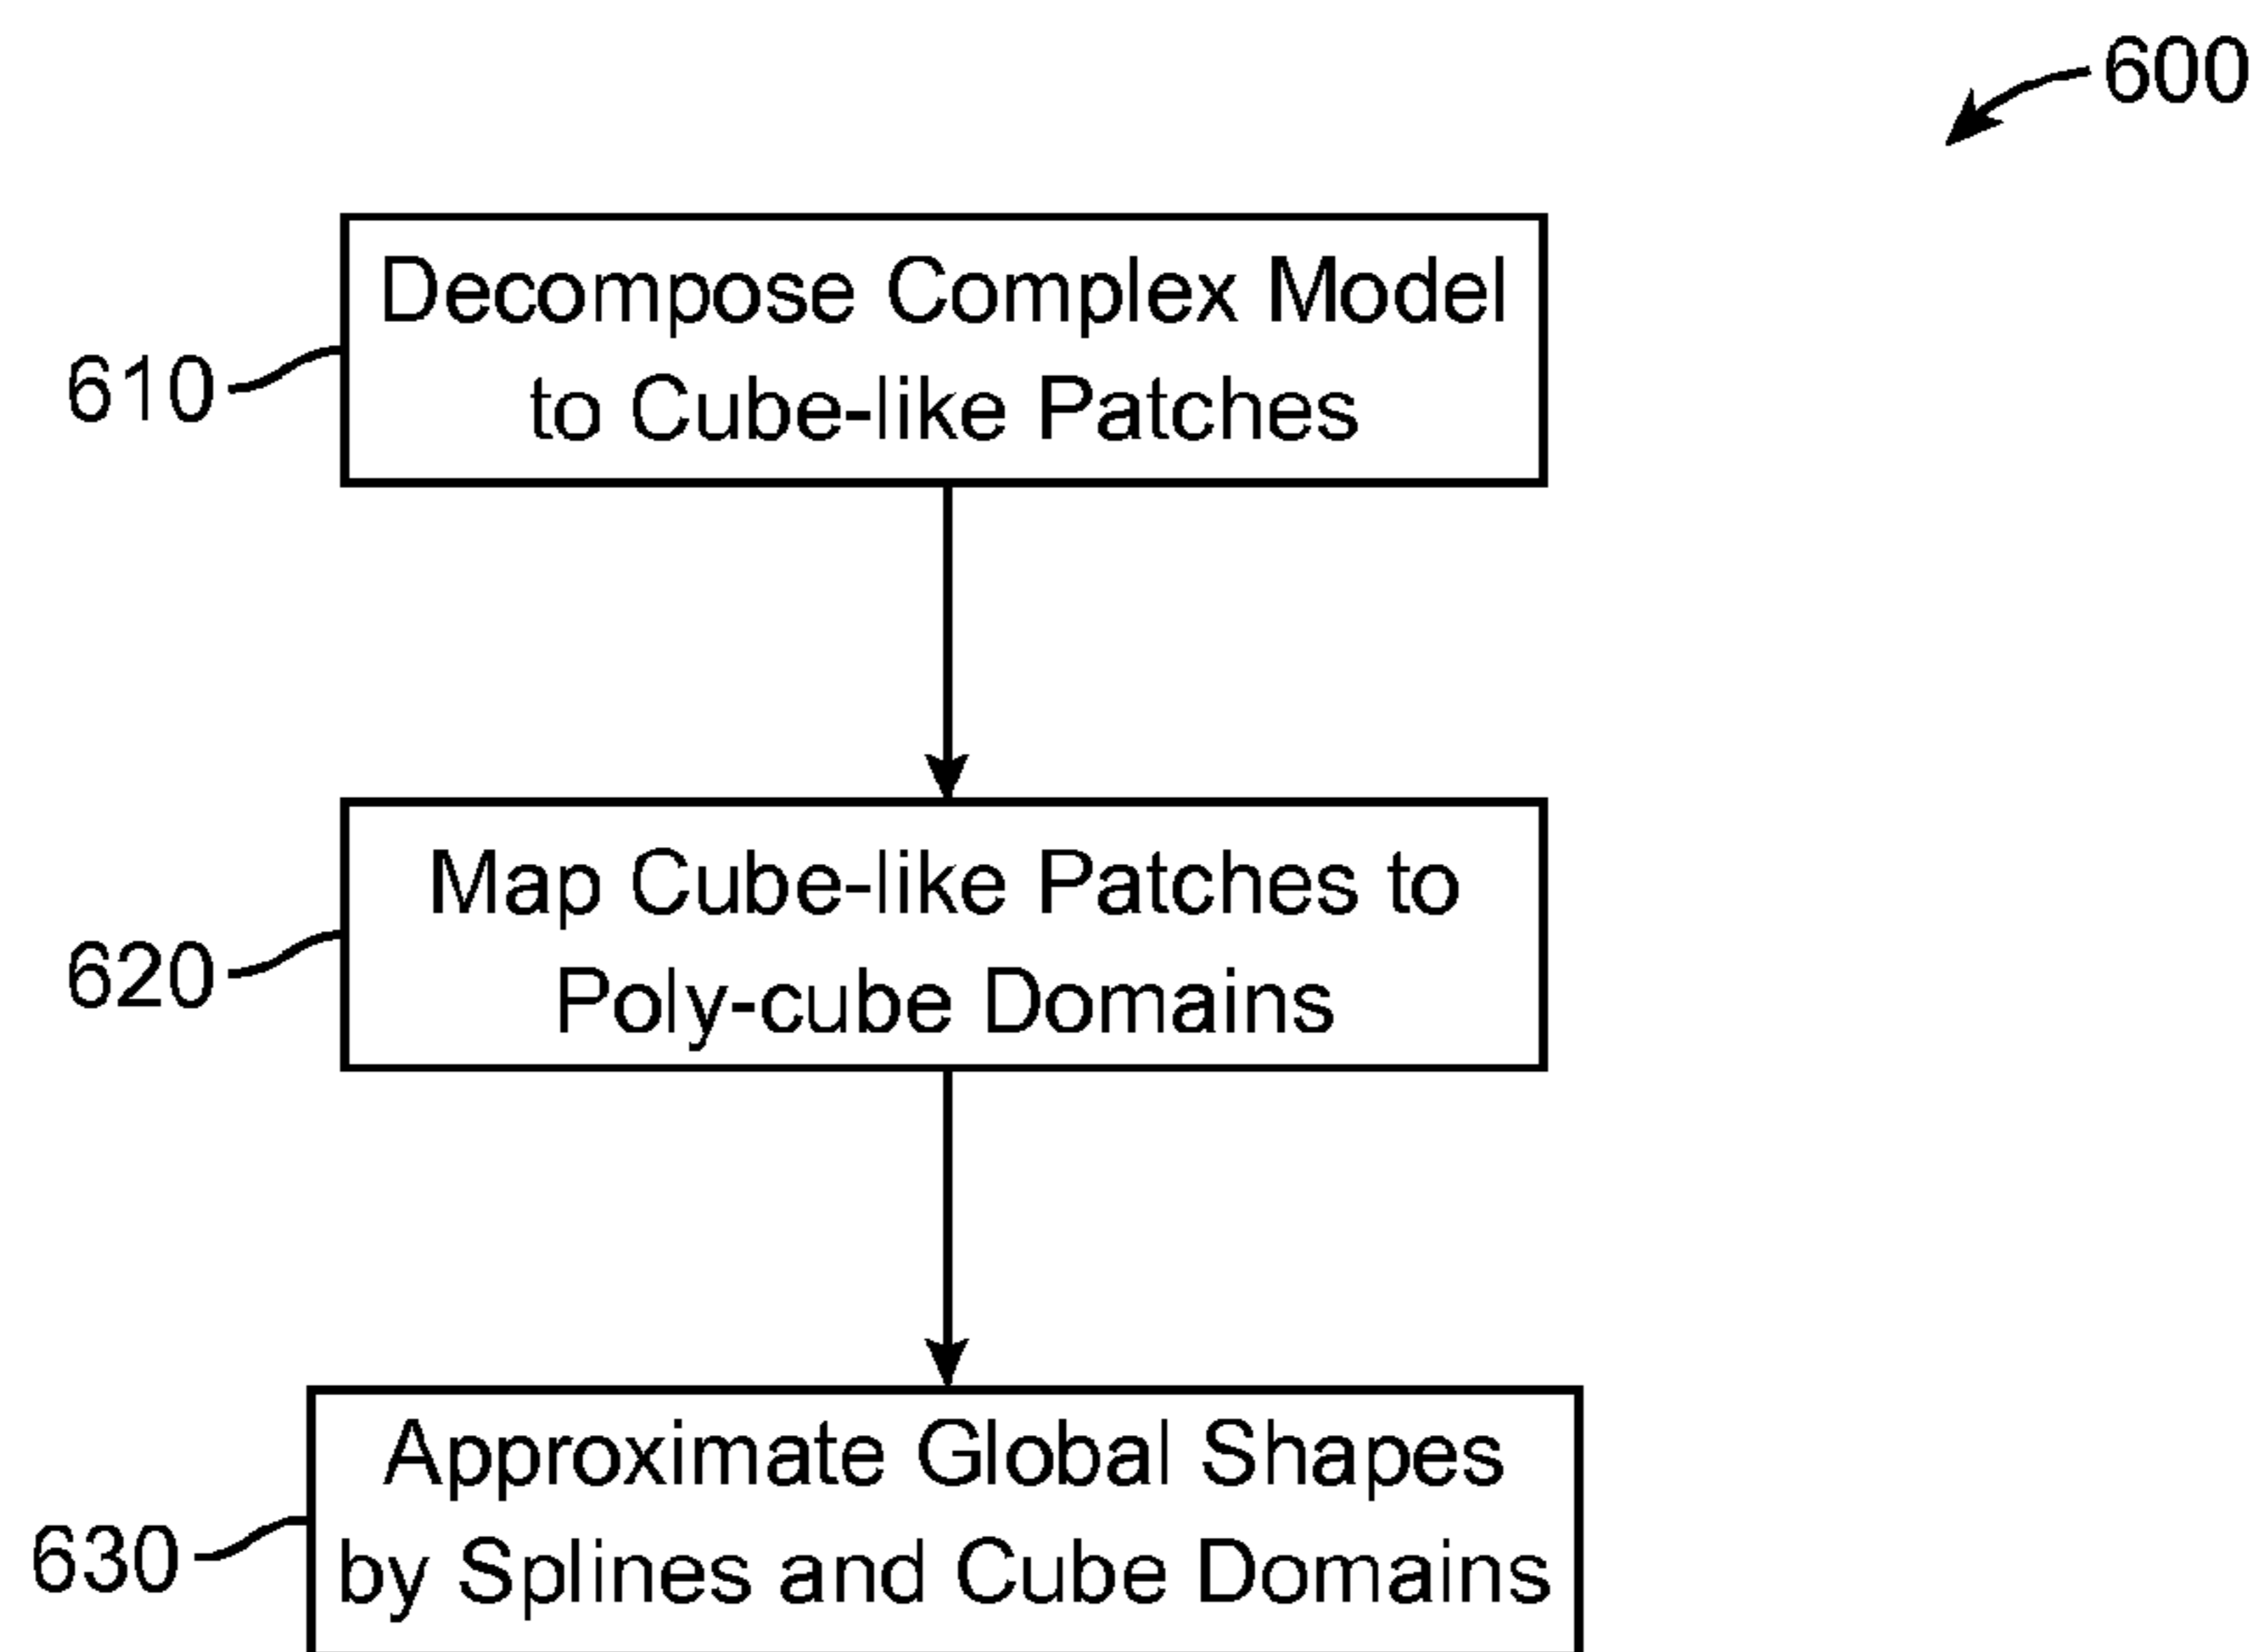 600
Decompose Complex Model
to Cube-like Patches
610
Map Cube-like Patches to
Poly-cube Domains
620
Approximate Global Shapes
by Splines and Cube Domains
630